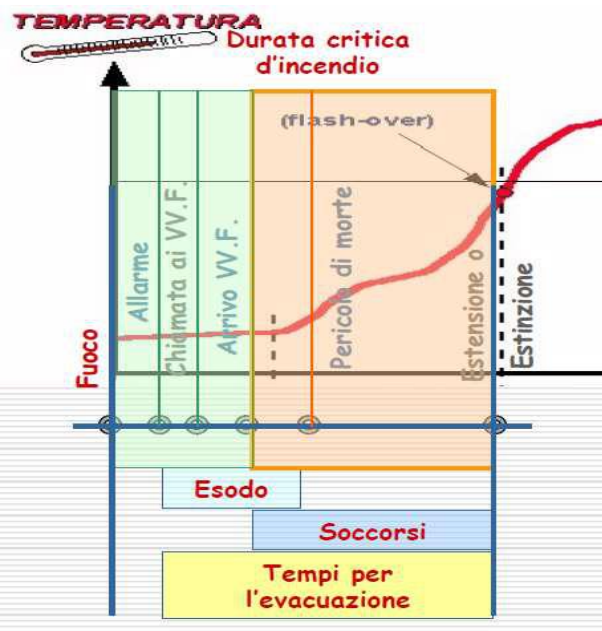 TEMPERATURA
Durata critica
d'incendio
(flash-over)
Fuoco
Allarme
Chiamata ai VV.F.
Arrivo VV.F.
Pericolo di morte
Estensione o
Estinzione
Esodo
Soccorsi
Tempi per
l'evacuazione